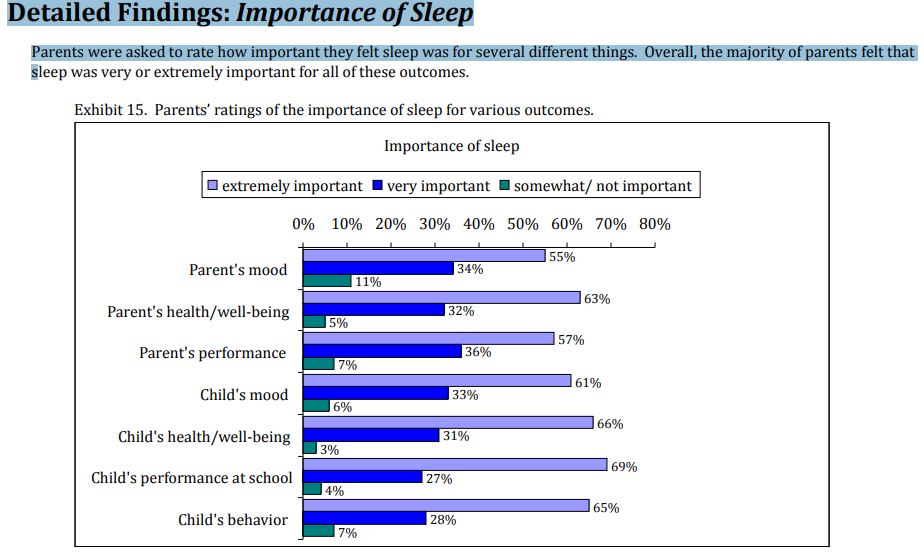 Detailed Findings: Importance of Sleep
Parents were asked to rate how important they felt sleep was for several different things. Overall, the majority of parents felt that
sleep was very or extremely important for all of these outcomes.
Exhibit 15. Parents' ratings of the importance of sleep for various outcomes.
Importance of sleep
extremely important very important somewhat/ not important
0% 10% 20% 30% 40% 50% 60% 70% 80%
Parent's mood
55%
34%
11%
Parent's health/well-being
63%
32%
5%
Parent's performance
57%
36%
7%
Child's mood
61%
33%
6%
Child's health/well-being
66%
31%
3%
Child's performance at school
69%
27%
4%
Child's behavior
65%
28%
7%